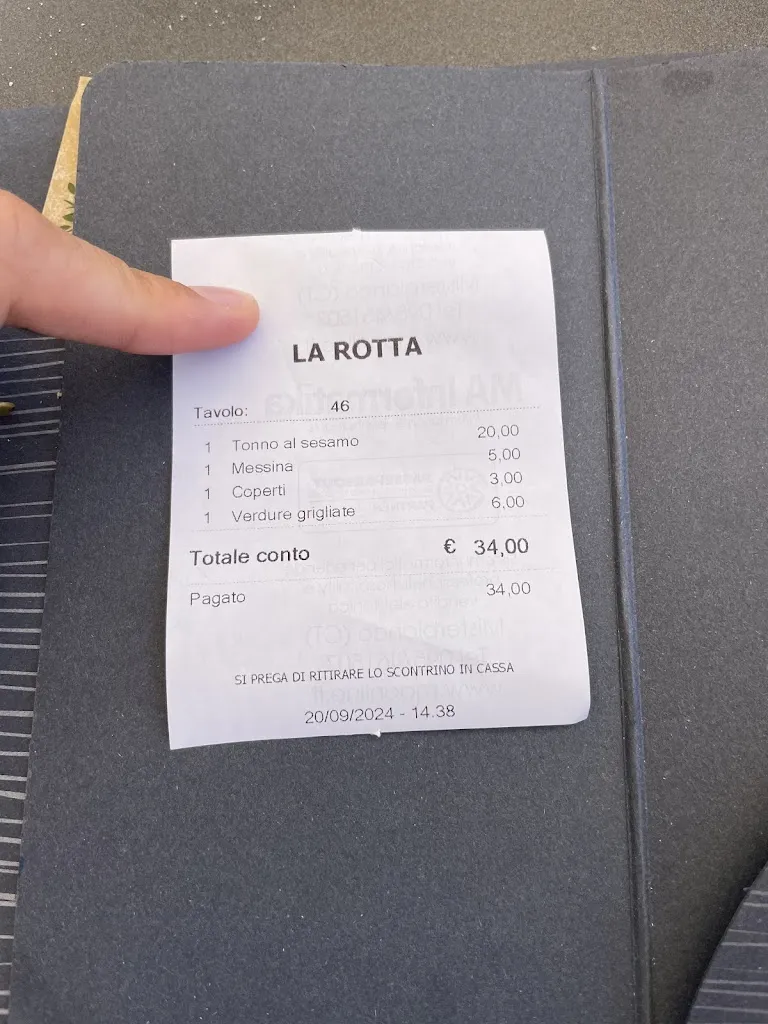 LA ROTTA
Tavolo: 46
1 Tonno al sesamo 20,00
1 Messina 5,00
1 Coperti 3,00
1 Verdure grigliate 6,00
Totale conto € 34,00
Pagato 34,00
SI PREGA DI RITIRARE LO SCONTRINO IN CASSA
20/09/2024 - 14.38
MA Informatika